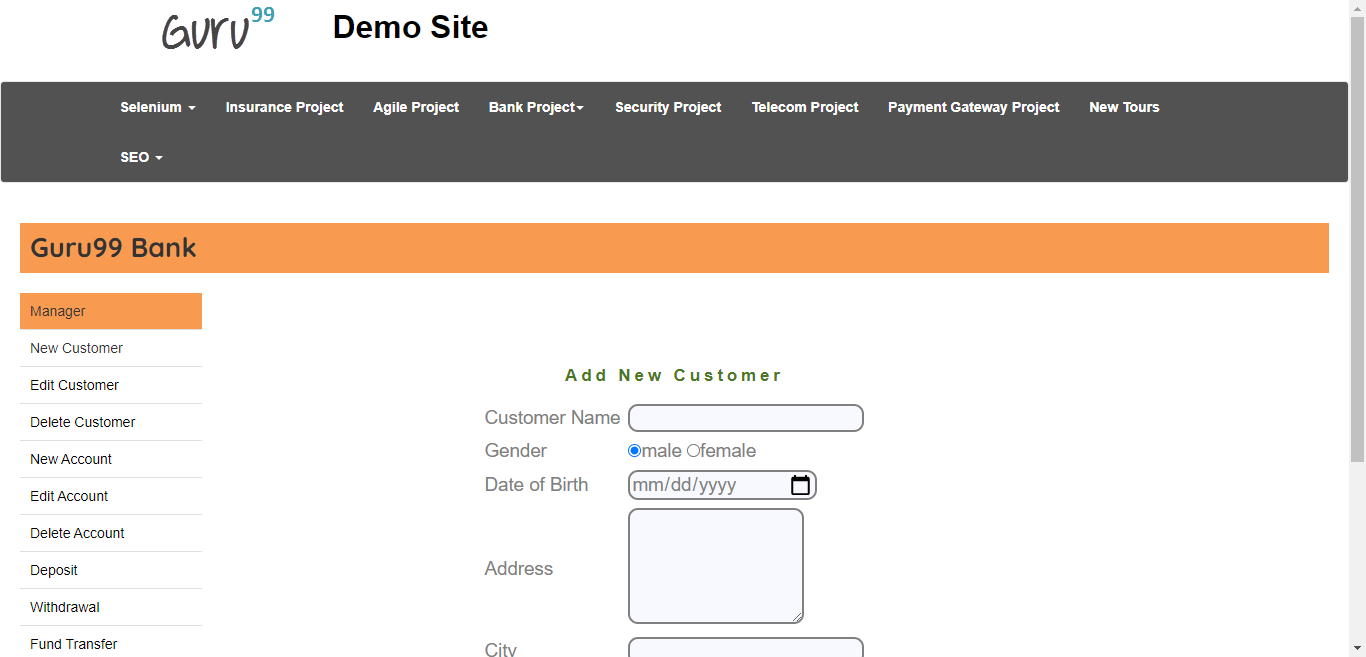 Guru99 Demo Site
Selenium Insurance Project Agile Project Bank Project Security Project Telecom Project Payment Gateway Project New Tours
SEO
Guru99 Bank
Manager
New Customer
Edit Customer
Delete Customer
New Account
Edit Account
Delete Account
Deposit
Withdrawal
Fund Transfer
Add New Customer
Customer Name
Gender male female
Date of Birth mm/dd/yyyy
Address
City